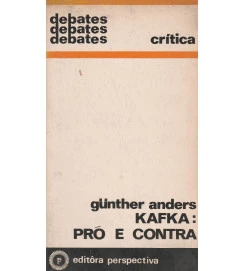 debates
debates
debates
crítica
günther anders
KAFKA:
PRÓ E CONTRA
editôra perspectiva